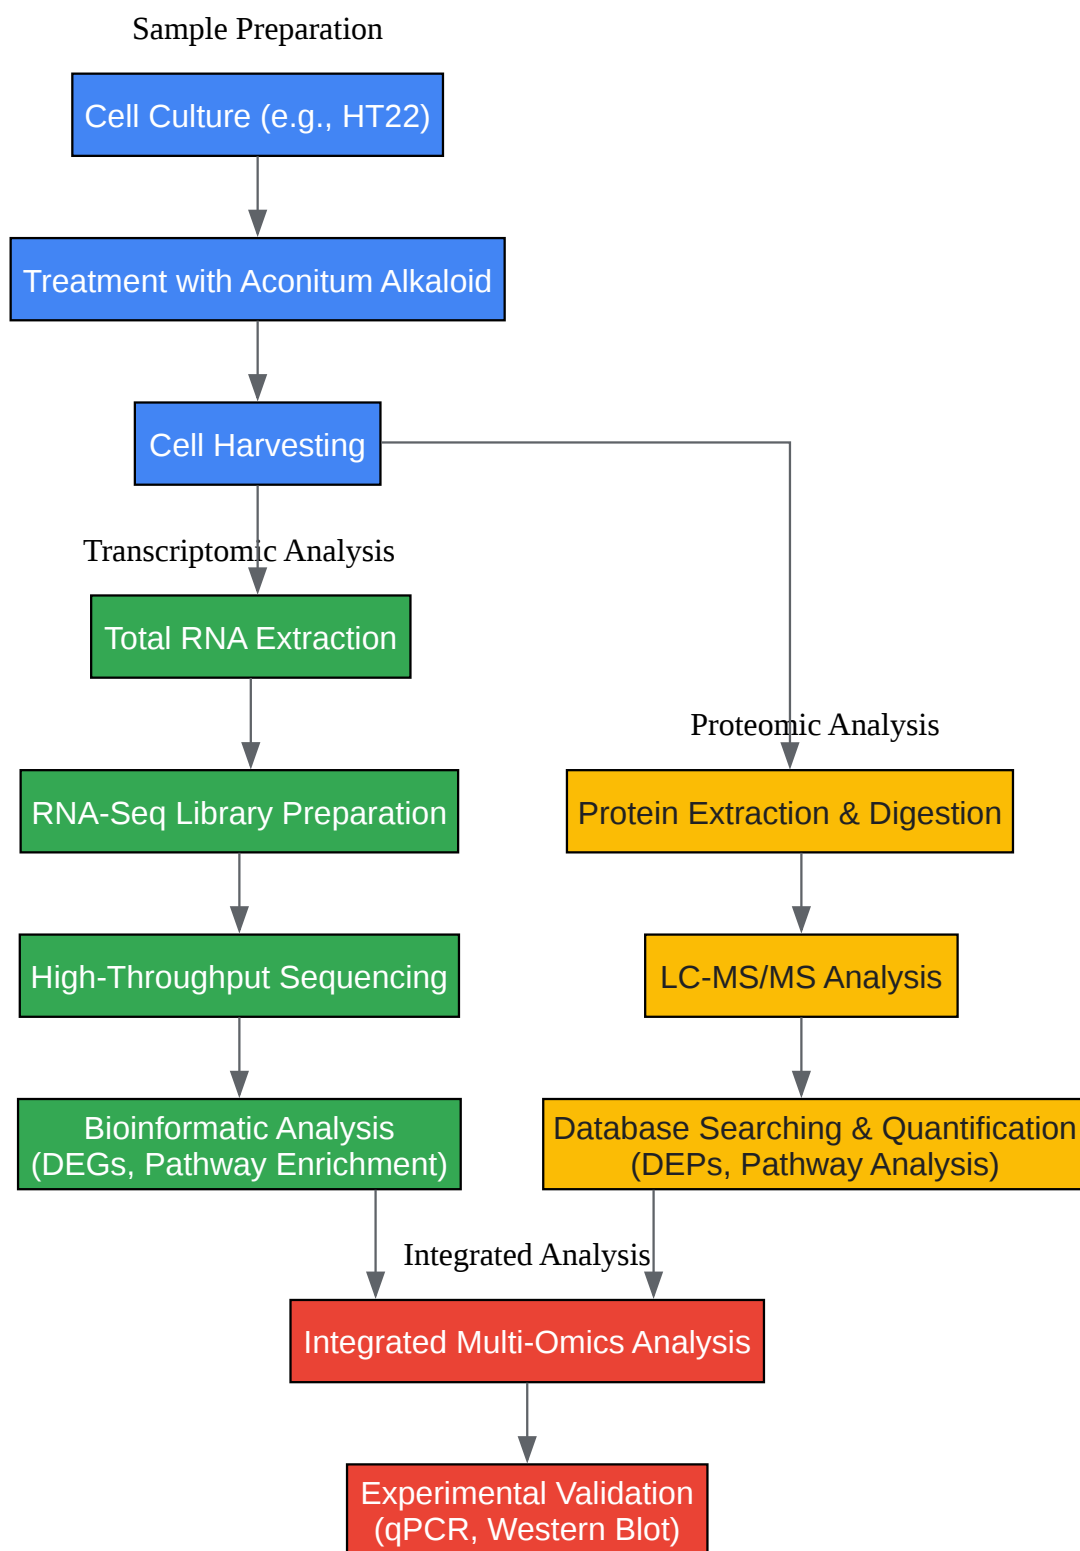 Sample Preparation
Cell Culture (e.g., HT22)
Treatment with Aconitum Alkaloid
Cell Harvesting
Transcriptomic Analysis
Total RNA Extraction
RNA-Seq Library Preparation
High-Throughput Sequencing
Bioinformatic Analysis
(DEGs, Pathway Enrichment)
Proteomic Analysis
Protein Extraction & Digestion
LC-MS/MS Analysis
Database Searching & Quantification
(DEPs, Pathway Analysis)
Integrated Analysis
Integrated Multi-Omics Analysis
Experimental Validation
(qPCR, Western Blot)